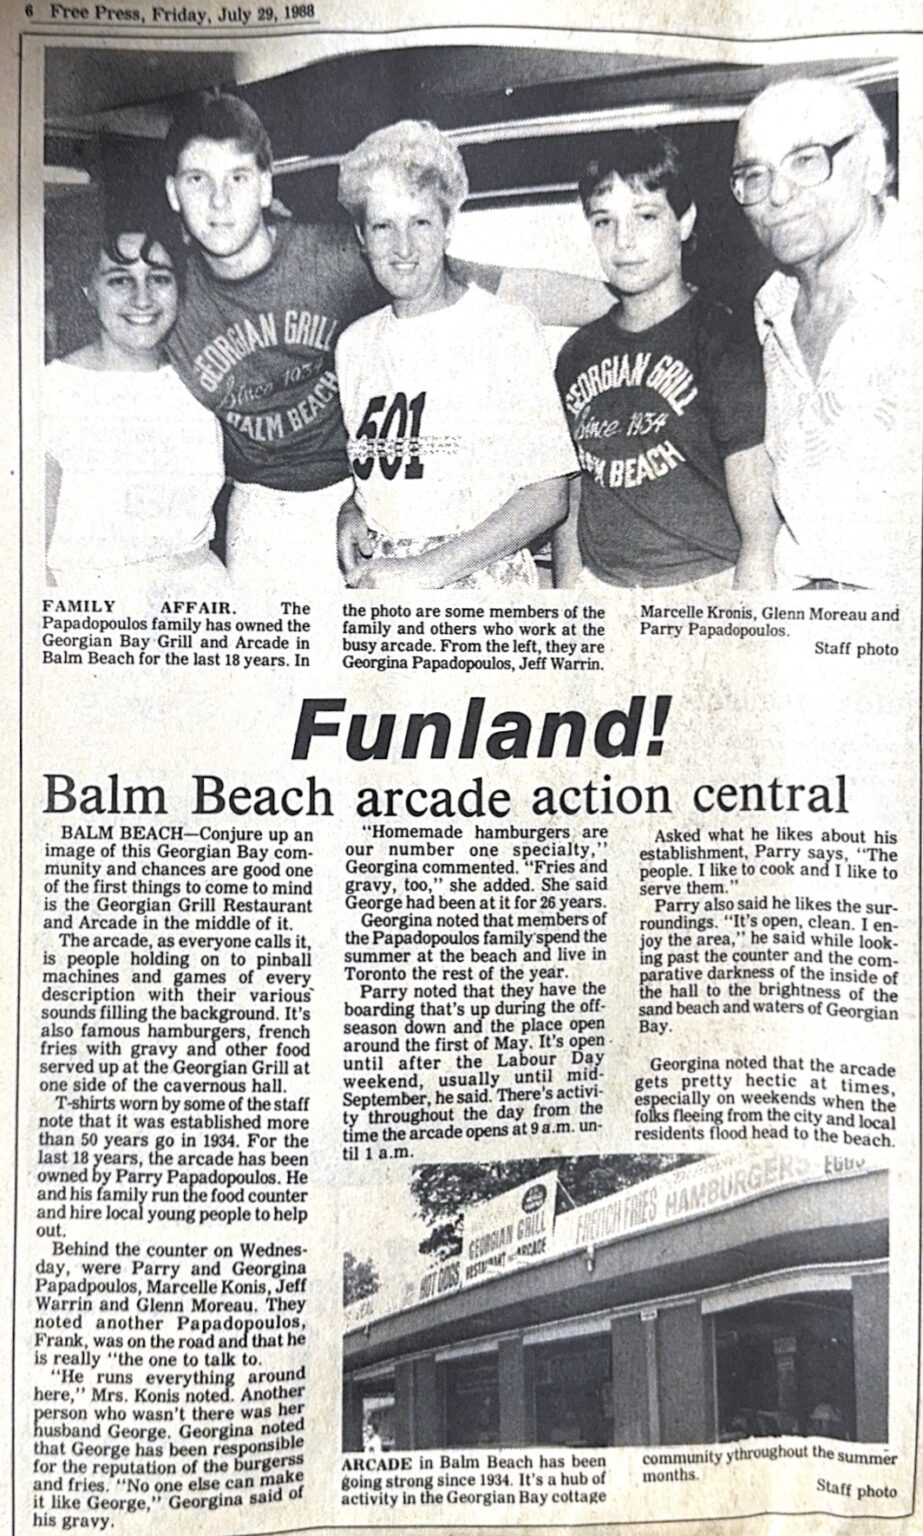 6 Free Press, Friday, July 29, 1988
GEORGIAN GRILL
Since 1934
BALM BEACH
501
GEORGIAN GRILL
Since 1934
BEACH
FAMILY AFFAIR. The
Papadopoulos family has owned the
Georgian Bay Grill and Arcade in
Balm Beach for the last 18 years. In
the photo are some members of the
family and others who work at the
busy arcade. From the left, they are
Georgina Papadopoulos, Jeff Warrin.
Marcelle Kronis, Glenn Moreau and
Parry Papadopoulos.
Staff photo
Funland!
Balm Beach arcade action central
BALM BEACH—Conjure up an
image of this Georgian Bay com-
munity and chances are good one
of the first things to come to mind
is the Georgian Grill Restaurant
and Arcade in the middle of it.
The arcade, as everyone calls it,
is people holding on to pinball
machines and games of every
description with their various
sounds filling the background. It's
also famous hamburgers, french
fries with gravy and other food
served up at the Georgian Grill at
one side of the cavernous hall.
T-shirts worn by some of the staff
note that it was established more
than 50 years go in 1934. For the
last 18 years, the arcade has been
owned by Parry Papadopoulos. He
and his family run the food counter
and hire local young people to help
out.
Behind the counter on Wednes-
day, were Parry and Georgina
Papadpoulos, Marcelle Konis, Jeff
Warrin and Glenn Moreau. They
noted another Papadopoulos,
Frank, was on the road and that he
is really "the one to talk to.
"He runs everything around
here," Mrs. Konis noted. Another
person who wasn't there was her
husband George. Georgina noted
that George has been responsible
for the reputation of the burgerss
and fries. "No one else can make
it like George," Georgina said of
his gravy.
"Homemade hamburgers are
our number one specialty,"
Georgina commented. "Fries and
gravy, too," she added. She said
George had been at it for 26 years.
Georgina noted that members of
the Papadopoulos family spend the
summer at the beach and live in
Toronto the rest of the year.
Parry noted that they have the
boarding that's up during the off-
season down and the place open
around the first of May. It's open
until after the Labour Day
weekend, usually until mid-
September, he said. There's activi-
ty throughout the day from the
time the arcade opens at 9 a.m. un-
til 1 a.m.
Asked what he likes about his
establishment, Parry says, "The
people. I like to cook and I like to
serve them."
Parry also said he likes the sur-
roundings. "It's open, clean. I en-
joy the area," he said while look-
ing past the counter and the com-
parative darkness of the inside of
the hall to the brightness of the
sand beach and waters of Georgian
Bay.
Georgina noted that the arcade
gets pretty hectic at times,
especially on weekends when the
folks fleeing from the city and local
residents flood head to the beach.
HOT DOGS
GEORGIAN GRILL
RESTAURANT ARCADE
FRENCH FRIES HAMBURGERS
ARCADE in Balm Beach has been
going strong since 1934. It's a hub of
activity in the Georgian Bay cottage
community ythroughout the summer
months.
Staff photo